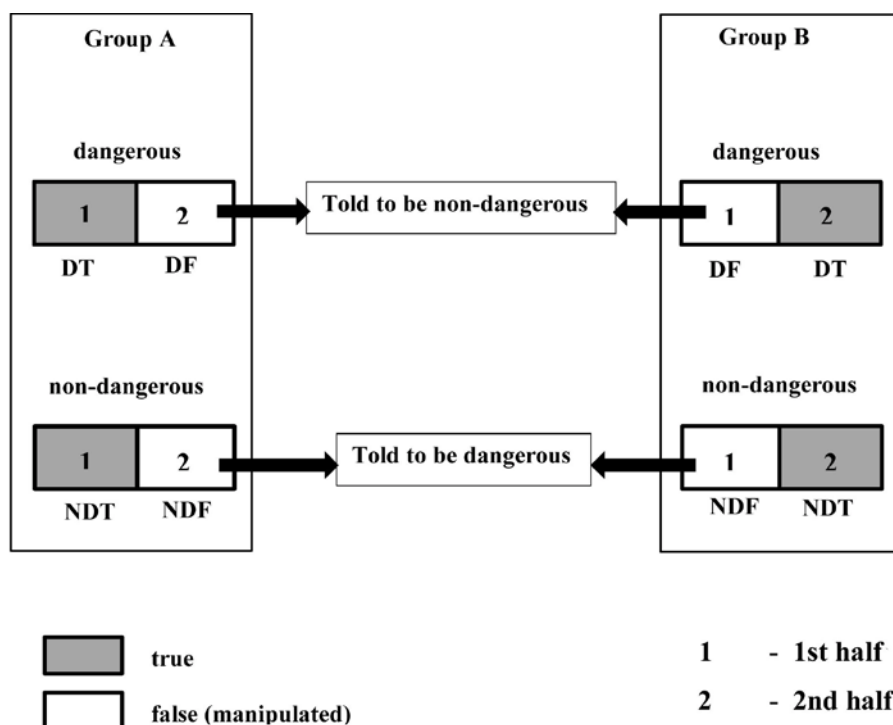 Group A
Group B
dangerous
dangerous
1 2
Told to be non-dangerous
1 2
DT DF
DF DT
non-dangerous
non-dangerous
1 2
Told to be dangerous
1 2
NDT NDF
NDF NDT
true
1 - 1st half
false (manipulated)
2 - 2nd half